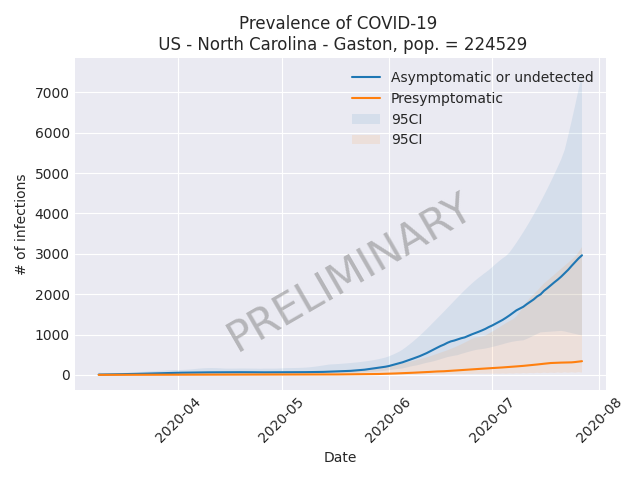 Prevalence of COVID-19
US - North Carolina - Gaston, pop. = 224529
Asymptomatic or undetected
Presymptomatic
95CI
95CI
7000
6000
5000
4000
3000
2000
1000
0
# of infections
PRELIMINARY
2020-04
2020-05
2020-06
2020-07
2020-08
Date